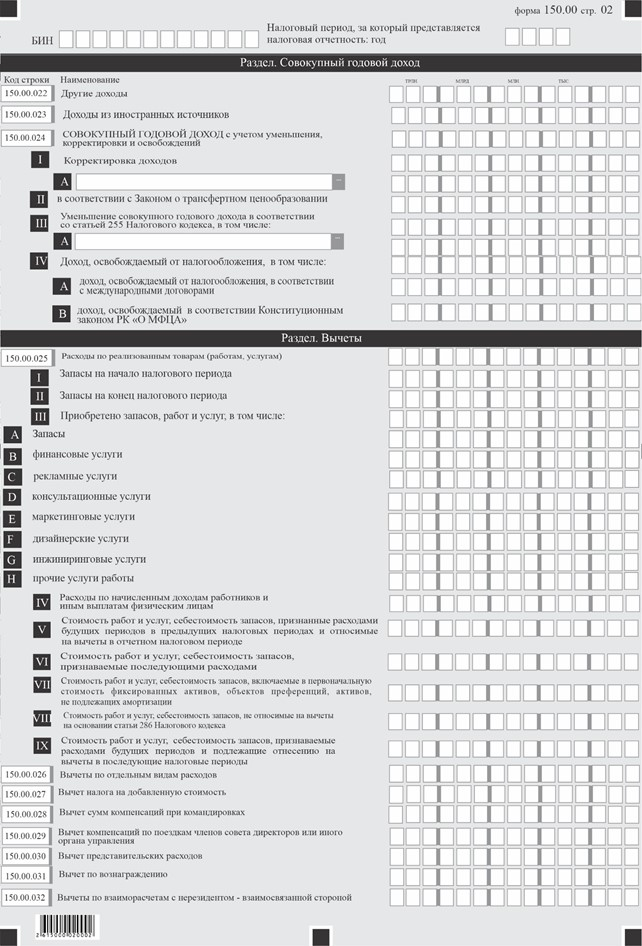 форма 150.00 стр. 02
БИН
Налоговый период, за который представляется
налоговая отчетность: год
Раздел. Совокупный годовой доход
Код строки Наименование
трлн. млрд. млн. тыс.
150.00.022 Другие доходы
150.00.023 Доходы из иностранных источников
150.00.024 СОВОКУПНЫЙ ГОДОВОЙ ДОХОД с учетом уменьшения,
корректировки и освобождений
I Корректировка доходов
A
II в соответствии с Законом о трансфертном ценообразовании
III Уменьшение совокупного годового дохода в соответствии
со статьей 255 Налогового кодекса, в том числе:
A
IV Доход, освобождаемый от налогообложения, в том числе:
A доход, освобождаемый от налогообложения, в соответствии
с международными договорами
B доход, освобождаемый в соответствии Конституционным
законом РК «О МФЦА»
Раздел. Вычеты
150.00.025 Расходы по реализованным товарам (работам, услугам)
I Запасы на начало налогового периода
II Запасы на конец налогового периода
III Приобретено запасов, работ и услуг, в том числе:
A Запасы
B финансовые услуги
C рекламные услуги
D консультационные услуги
E маркетинговые услуги
F дизайнерские услуги
G инжиниринговые услуги
H прочие услуги работы
IV Расходы по начисленным доходам работников и
иным выплатам физическим лицам
V Стоимость работ и услуг, себестоимость запасов, признанные расходами
будущих периодов в предыдущих налоговых периодах и относимые
на вычеты в отчетном налоговом периоде
VI Стоимость работ и услуг, себестоимость запасов,
признаваемые последующими расходами
VII Стоимость работ и услуг, себестоимость запасов, включаемые в первоначальную
стоимость фиксированных активов, объектов преференций, активов,
не подлежащих амортизации
VIII Стоимость работ и услуг, себестоимость запасов, не относимые на вычеты
на основании статьи 286 Налогового кодекса
IX Стоимость работ и услуг, себестоимость запасов, признаваемые
расходами будущих периодов и подлежащие отнесению на
вычеты в последующие налоговые периоды
150.00.026 Вычеты по отдельным видам расходов
150.00.027 Вычет налога на добавленную стоимость
150.00.028 Вычет сумм компенсаций при командировках
150.00.029 Вычет компенсаций по поездкам членов совета директоров или иного
органа управления
150.00.030 Вычет представительских расходов
150.00.031 Вычет по вознаграждению
150.00.032 Вычеты по взаиморасчетам с нерезидентом - взаимосвязанной стороной
2615000020002